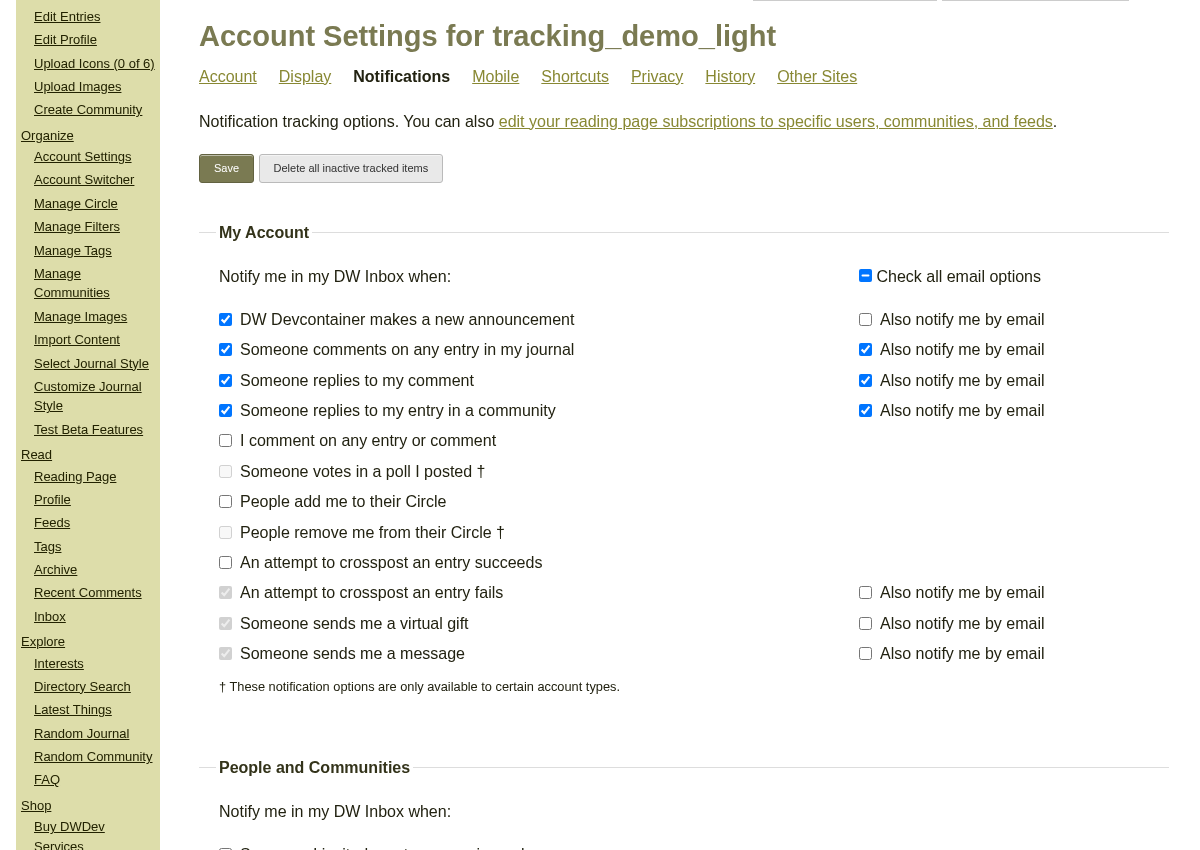 Edit Entries
Edit Profile
Upload Icons (0 of 6)
Upload Images
Create Community
Organize
Account Settings
Account Switcher
Manage Circle
Manage Filters
Manage Tags
Manage
Communities
Manage Images
Import Content
Select Journal Style
Customize Journal
Style
Test Beta Features
Read
Reading Page
Profile
Feeds
Tags
Archive
Recent Comments
Inbox
Explore
Interests
Directory Search
Latest Things
Random Journal
Random Community
FAQ
Shop
Buy DWDev
Services
Account Settings for tracking_demo_light
Account Display Notifications Mobile Shortcuts Privacy History Other Sites
Notification tracking options. You can also edit your reading page subscriptions to specific users, communities, and feeds.
Save Delete all inactive tracked items
My Account
Notify me in my DW Inbox when: Check all email options
DW Devcontainer makes a new announcement Also notify me by email
Someone comments on any entry in my journal Also notify me by email
Someone replies to my comment Also notify me by email
Someone replies to my entry in a community Also notify me by email
I comment on any entry or comment
Someone votes in a poll I posted †
People add me to their Circle
People remove me from their Circle †
An attempt to crosspost an entry succeeds
An attempt to crosspost an entry fails Also notify me by email
Someone sends me a virtual gift Also notify me by email
Someone sends me a message Also notify me by email
† These notification options are only available to certain account types.
People and Communities
Notify me in my DW Inbox when: